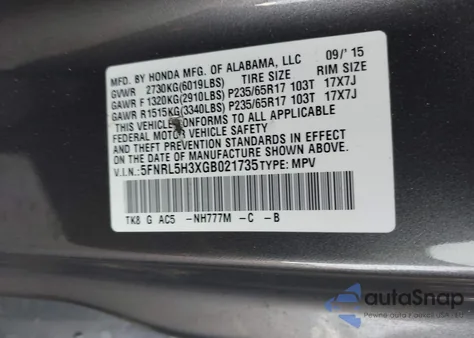 MFD. BY HONDA MFG. OF ALABAMA, LLC 09/'15
GVWR 2730KG(6019LBS) TIRE SIZE RIM SIZE
GAWR F 1320KG(2910LBS) P235/65R17 103T 17X7J
GAWR R1515KG(3340LBS) P235/65R17 103T 17X7J
THIS VEHICLE CONFORMS TO ALL APPLICABLE
FEDERAL MOTOR VEHICLE SAFETY
AND THEFT PREVENTION STANDARDS IN EFFECT
ON THE DATE OF MANUFACTURE SHOWN ABOVE.
V.I.N.: 5FNRL5H3XGB021735 TYPE: MPV
TK8 G AC5 -NH777M -C -B
autoSnap